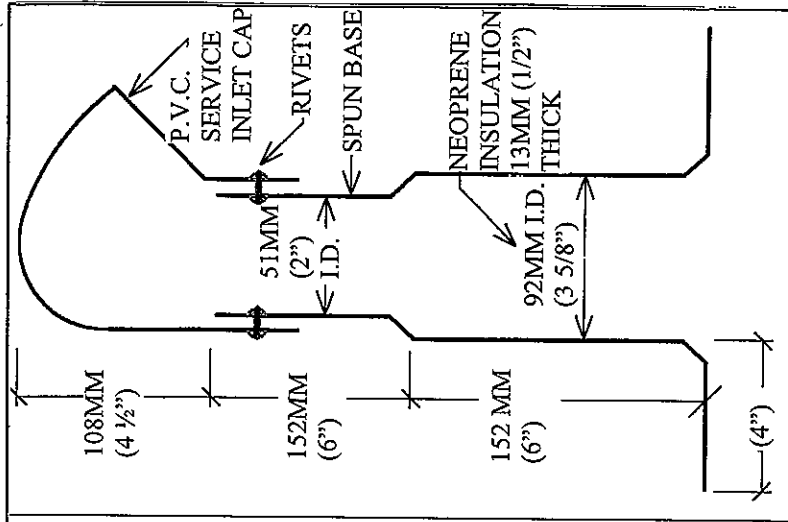 P.V.C.
SERVICE
INLET CAP
RIVETS
SPUN BASE
NEOPRENE
INSULATION
13MM (1/2”)
THICK
51MM
(2”)
I.D.
92MM I.D.
(3 5/8”)
108MM
(4 ½”)
152MM
(6”)
152 MM
(6”)
(4”)